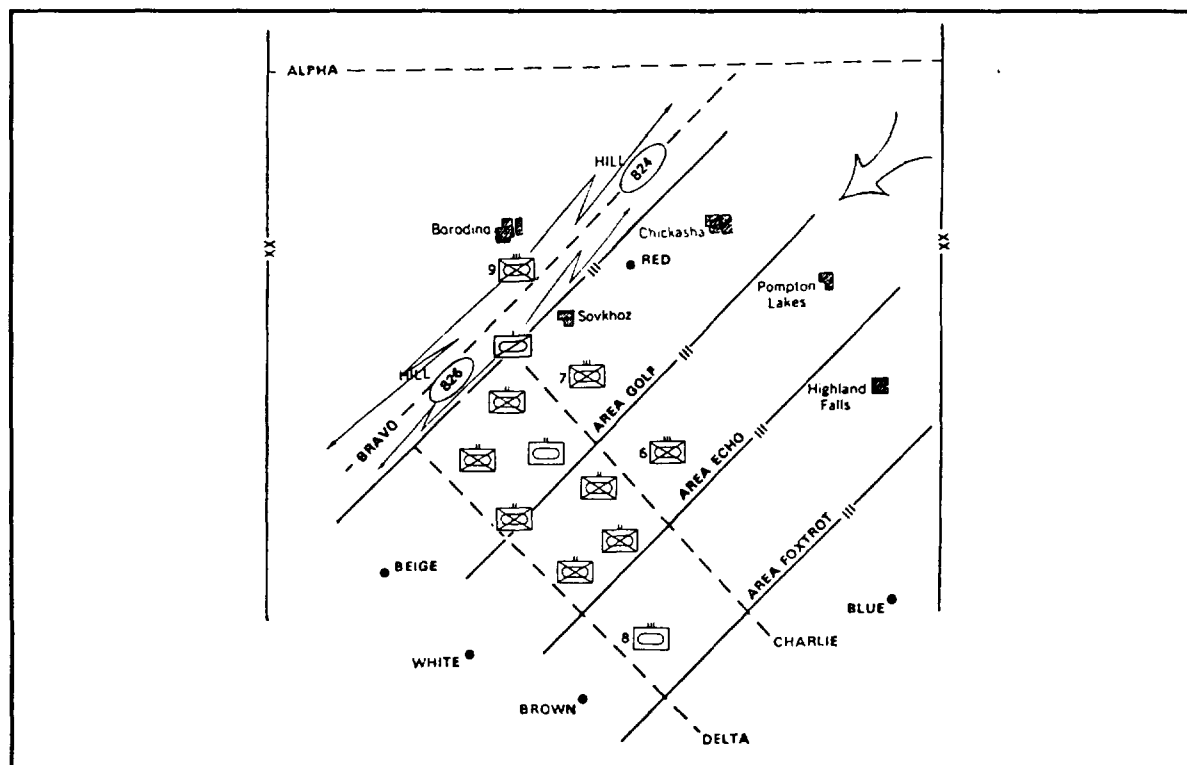 ALPHA
HILL
824
Borodino
Chickasha
XX
XX
9
RED
III
Pompton
Lakes
Sovkhoz
III
7
HILL
826
Highland
Falls
AREA GOLF
BRAVO
III
6
AREA ECHO
III
AREA FOXTROT
BEIGE
BLUE
8
CHARLIE
WHITE
BROWN
DELTA